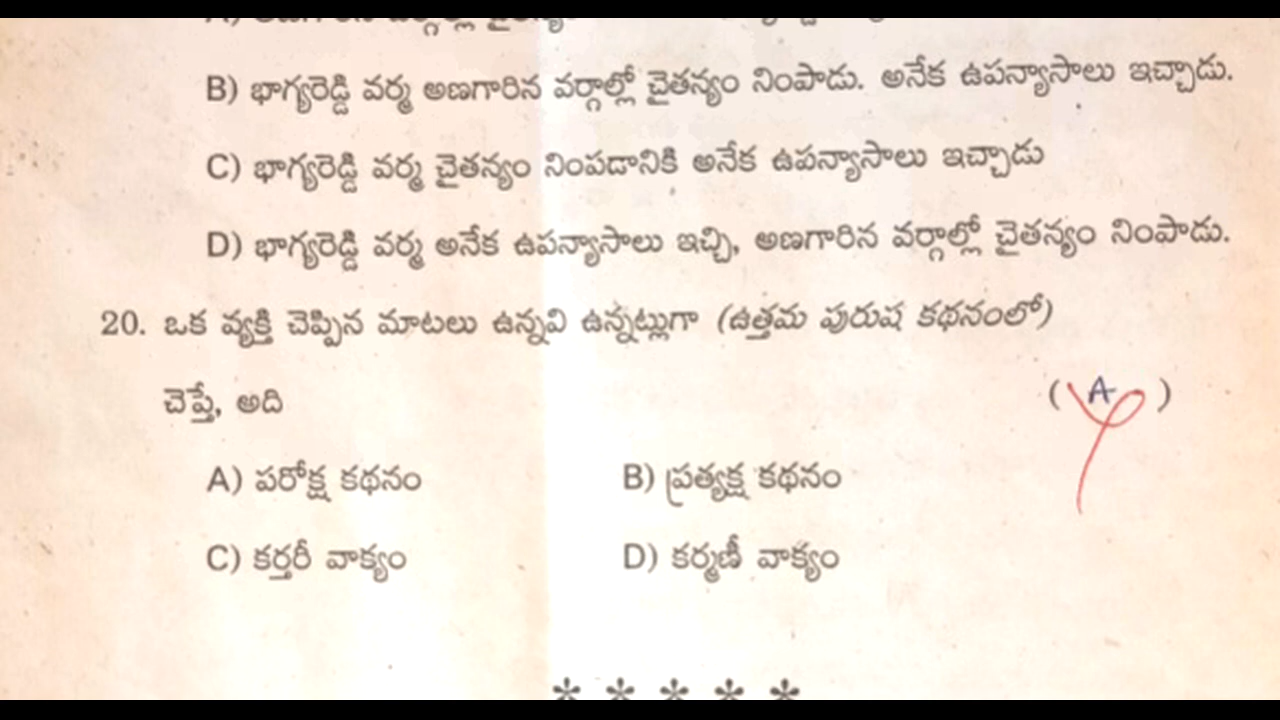 B) భాగ్యరెడ్డి వర్మ అణగారిన వర్గాల్లో చైతన్యం నింపాడు. అనేక ఉపన్యాసాలు ఇచ్చాడు.
C) భాగ్యరెడ్డి వర్మ చైతన్యం నింపడానికి అనేక ఉపన్యాసాలు ఇచ్చాడు
D) భాగ్యరెడ్డి వర్మ అనేక ఉపన్యాసాలు ఇచ్చి, అణగారిన వర్గాల్లో చైతన్యం నింపాడు.
20. ఒక వ్యక్తి చెప్పిన మాటలు ఉన్నవి ఉన్నట్లుగా (ఉత్తమ పురుష కథనంలో)
చెప్తే, అది ( A )
A) పరోక్ష కథనం B) ప్రత్యక్ష కథనం
C) కర్తరీ వాక్యం D) కర్మణీ వాక్యం
* * * * *